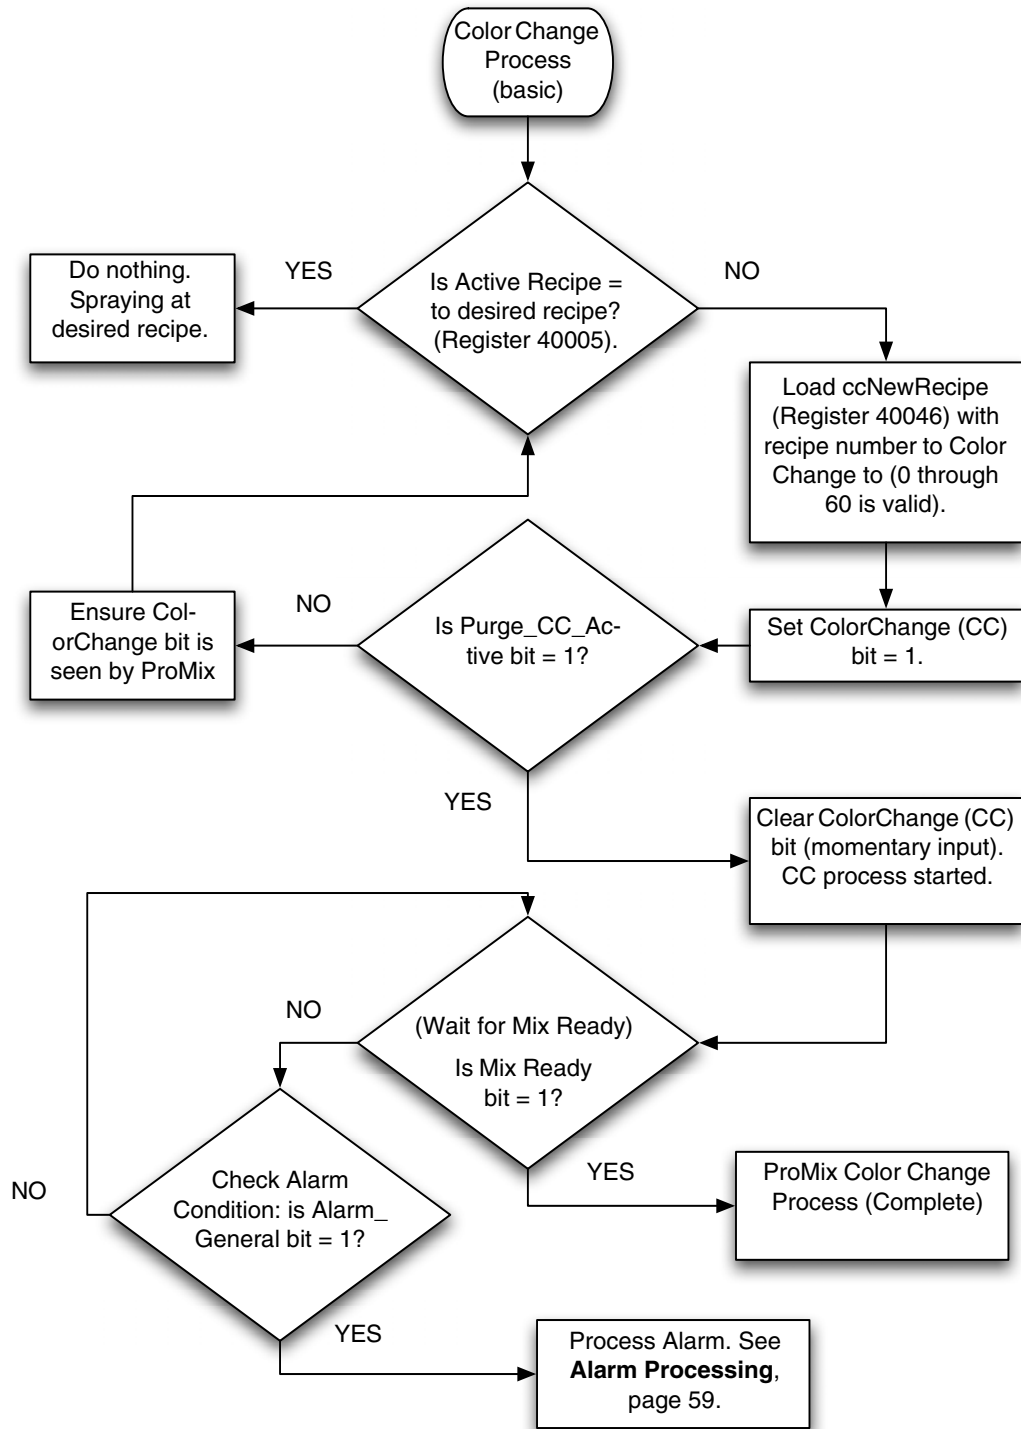 Color Change
Process
(basic)
YES
NO
Do nothing.
Spraying at
desired recipe.
Is Active Recipe =
to desired recipe?
(Register 40005).
Load ccNewRecipe
(Register 40046) with
recipe number to Color
Change to (0 through
60 is valid).
NO
Ensure Col-
orChange bit is
seen by ProMix
Is Purge_CC_Ac-
tive bit = 1?
Set ColorChange (CC)
bit = 1.
YES
Clear ColorChange (CC)
bit (momentary input).
CC process started.
NO
(Wait for Mix Ready)
Is Mix Ready
bit = 1?
YES
ProMix Color Change
Process (Complete)
NO
Check Alarm
Condition: is Alarm_
General bit = 1?
YES
Process Alarm. See
Alarm Processing,
page 59.